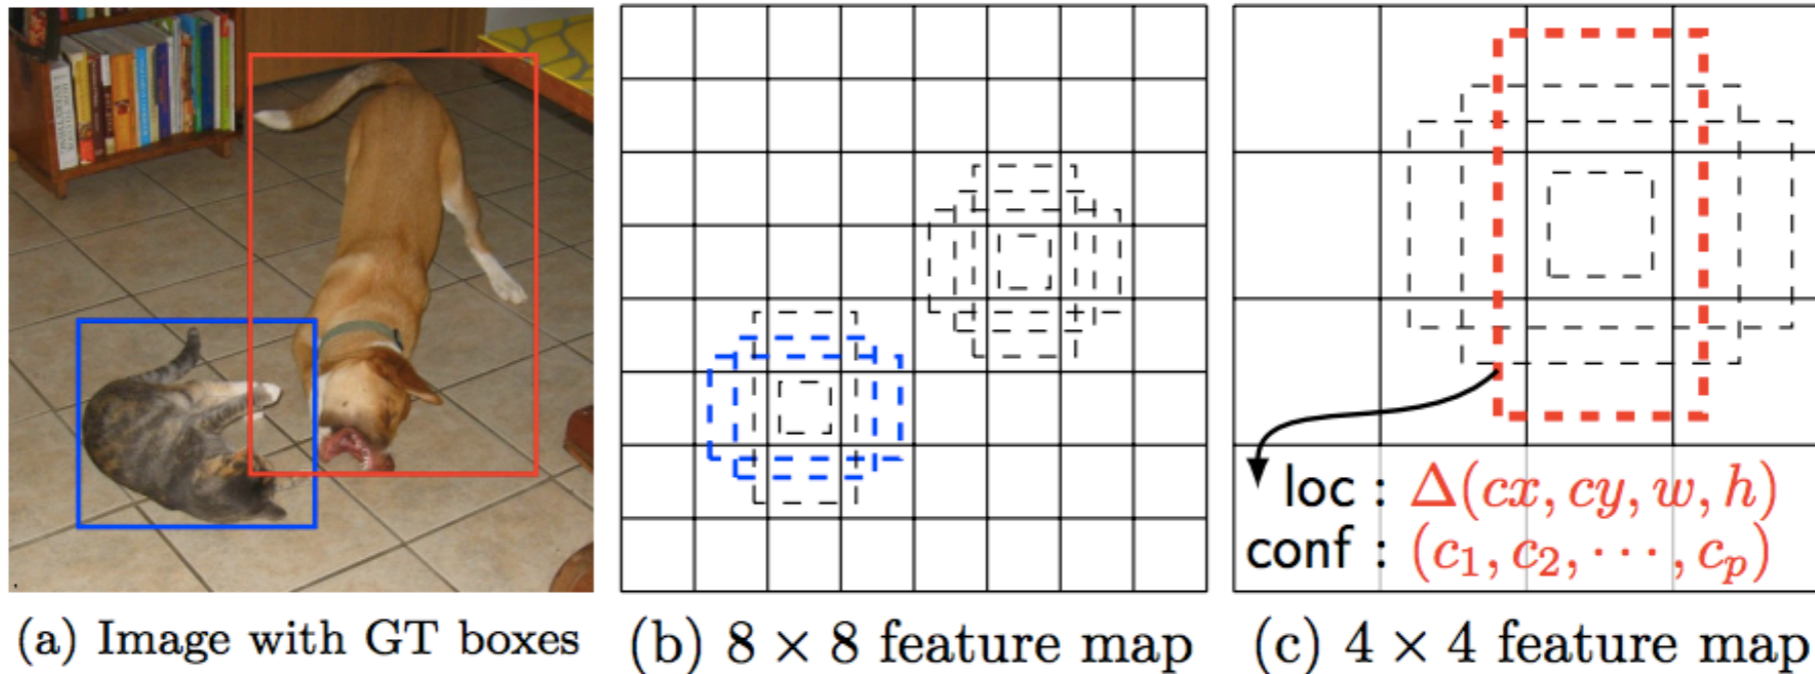 loc : Δ(cx, cy, w, h)
conf : (c₁, c₂, ⋯, cₚ)
(a) Image with GT boxes
(b) 8 × 8 feature map
(c) 4 × 4 feature map